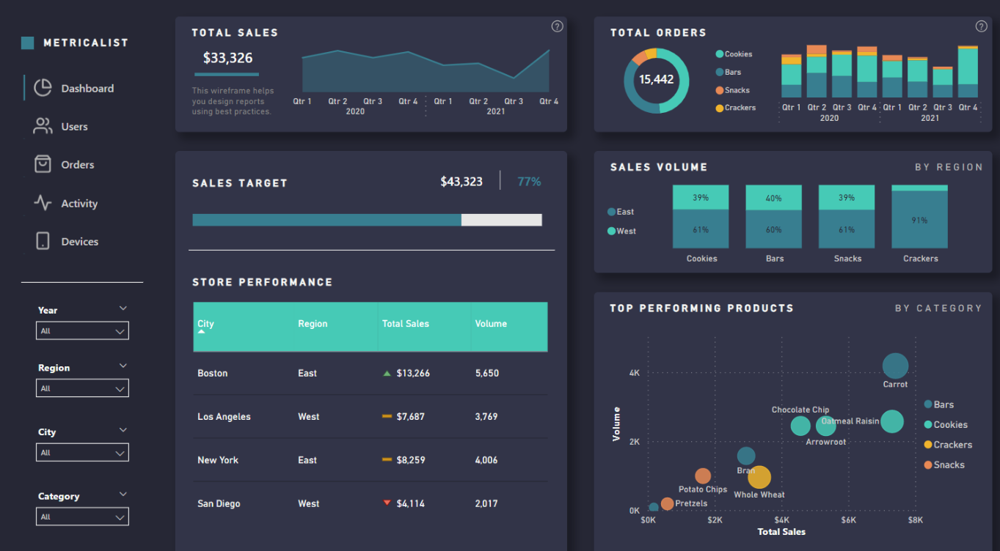 METRICALIST
Dashboard
Users
Orders
Activity
Devices
Year
All
Region
All
City
All
Category
All
TOTAL SALES
?
$33,326
This wireframe helps
you design reports
using best practices.
Qtr 1 Qtr 2 Qtr 3 Qtr 4 Qtr 1 Qtr 2 Qtr 3 Qtr 4
2020 2021
SALES TARGET
$43,323 77%
STORE PERFORMANCE
City Region Total Sales Volume
Boston East $13,266 5,650
Los Angeles West $7,687 3,769
New York East $8,259 4,006
San Diego West $4,114 2,017
TOTAL ORDERS
?
15,442
Cookies
Bars
Snacks
Crackers
Qtr 1 Qtr 2 Qtr 3 Qtr 4 Qtr 1 Qtr 2 Qtr 3 Qtr 4
2020 2021
SALES VOLUME BY REGION
East
West
39% 40% 39%
61% 60% 61% 91%
Cookies Bars Snacks Crackers
TOP PERFORMING PRODUCTS BY CATEGORY
Volume
4K
2K
0K
Carrot
Chocolate Chip
Oatmeal Raisin
Arrowroot
Bran
Potato Chips
Whole Wheat
Pretzels
$0K $2K $4K $6K $8K
Total Sales
Bars
Cookies
Crackers
Snacks